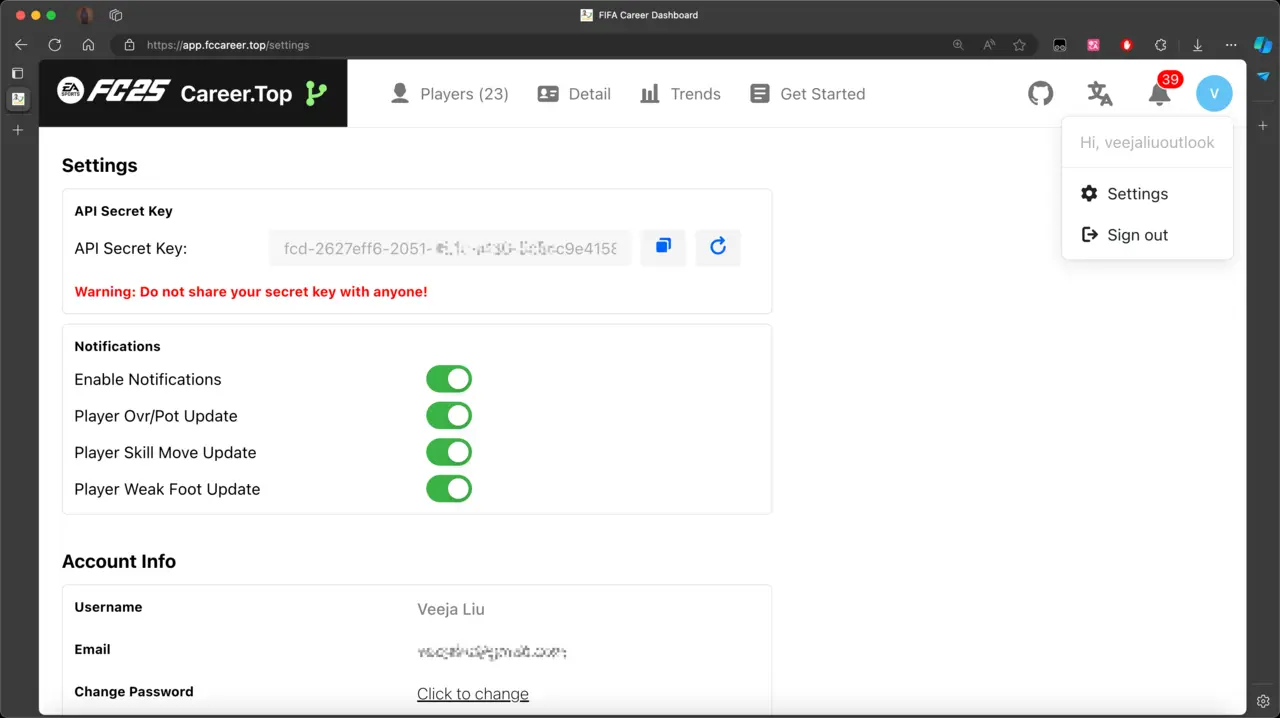 FIFA Career Dashboard
https://app.fccareer.top/settings
EA SPORTS FC25 Career.Top
Players (23)
Detail
Trends
Get Started
39
V
Hi, veejaliuoutlook
Settings
Sign out
Settings
API Secret Key
API Secret Key:
fcd-2627eff6-2051-
Warning: Do not share your secret key with anyone!
Notifications
Enable Notifications
Player Ovr/Pot Update
Player Skill Move Update
Player Weak Foot Update
Account Info
Username Veeja Liu
Email
Change Password Click to change